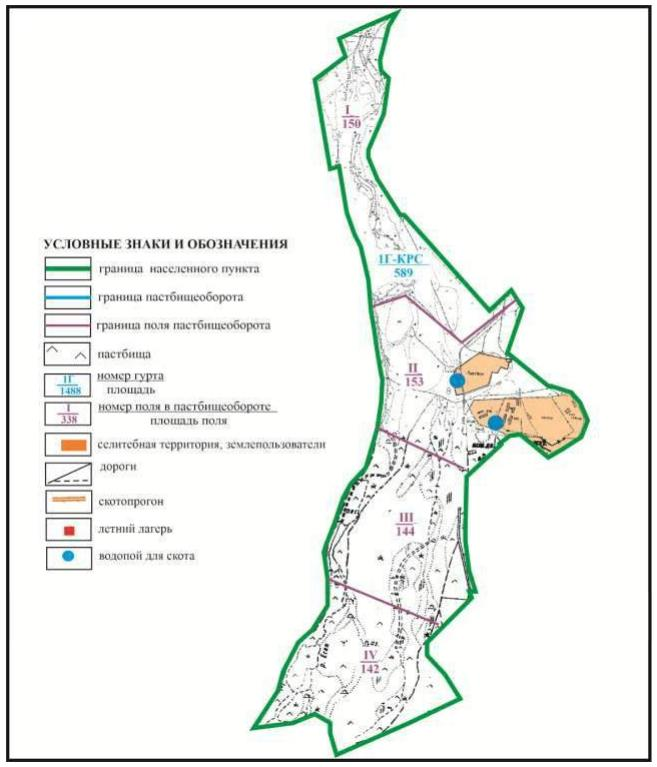 I
150
УСЛОВНЫЕ ЗНАКИ И ОБОЗНАЧЕНИЯ
граница населенного пункта
граница пастбищеоборота
граница поля пастбищеоборота
пастбища
1Г
1488
номер гурта
площадь
I
338
номер поля в пастбищеобороте
площадь поля
селитебная территория, землепользователи
дороги
скотопрогон
летний лагерь
водопой для скота
1Г-КРС
589
II
153
III
144
IV
142